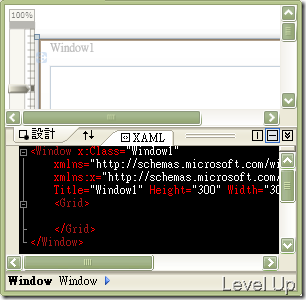 100%
Window1
設計 XAML
<Window x:Class="Window1"
xmlns="http://schemas.microsoft.com/wi
xmlns:x="http://schemas.microsoft.com/
Title="Window1" Height="300" Width="30
<Grid>
</Grid>
</Window>
Window Window
Level Up